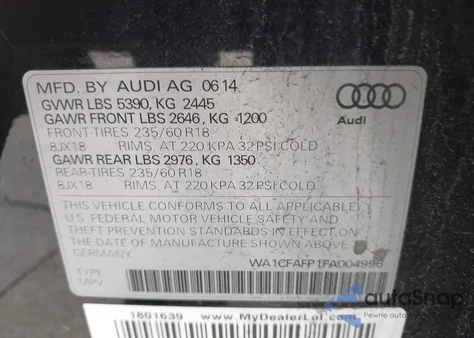 MFD. BY AUDI AG 06 14
GVWR LBS 5390, KG 2445
GAWR FRONT LBS 2646, KG 1200
FRONT-TIRES 235/60 R18
8JX18 RIMS, AT 220 KPA 32 PSI COLD
GAWR REAR LBS 2976, KG 1350
REAR-TIRES 235/60 R18
8JX18 RIMS, AT 220 KPA 32 PSI COLD
Audi
THIS VEHICLE CONFORMS TO ALL APPLICABLE
U.S. FEDERAL MOTOR VEHICLE SAFETY AND
THEFT PREVENTION STANDARDS IN EFFECT ON
THE DATE OF MANUFACTURE SHOWN ABOVE.
GERMANY
WA1CFAFP1FA004996
TYPE:
MPV
1801639 www.MyDealerLot.com
autoSnap
Pewne auto